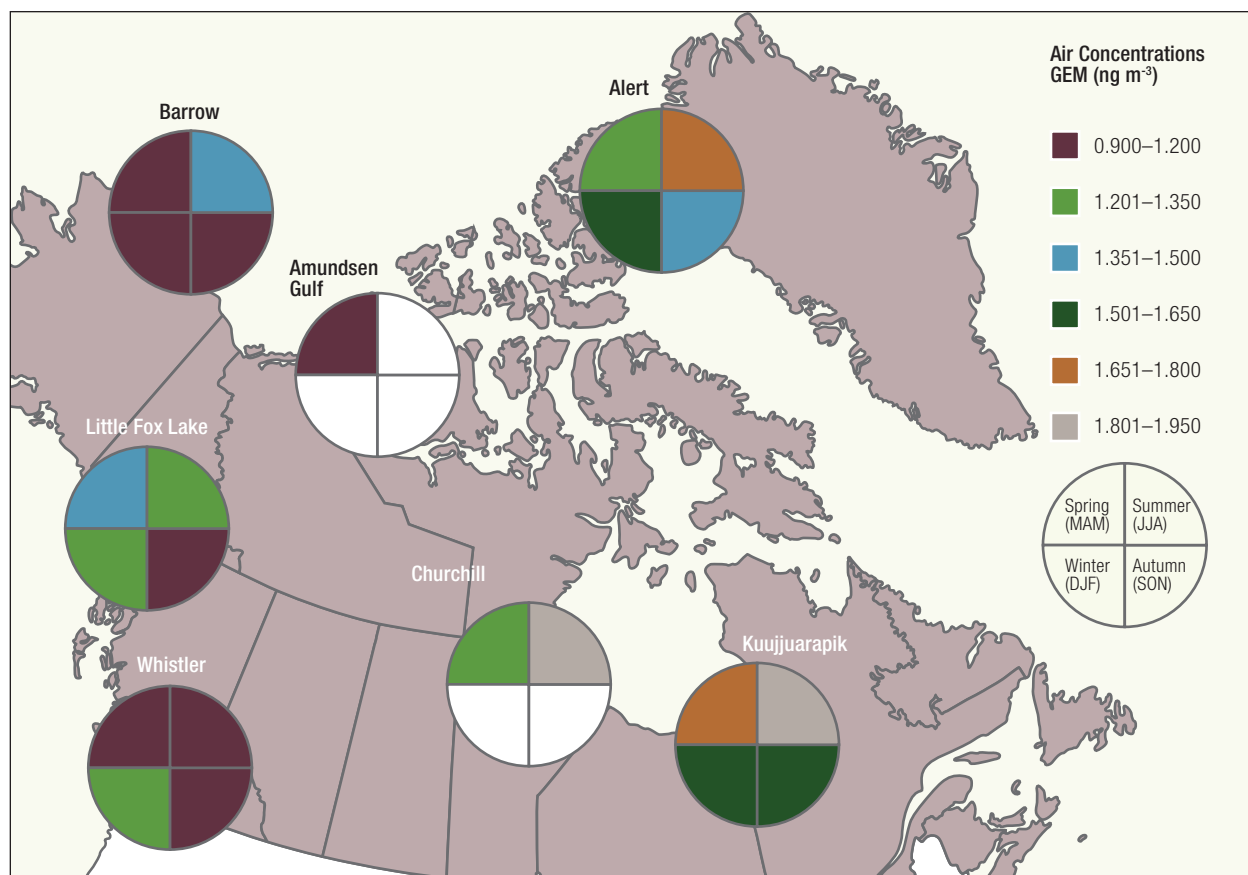 Barrow
Alert
Amundsen
Gulf
Little Fox Lake
Churchill
Whistler
Kuujjuarapik
Air Concentrations
GEM (ng m⁻³)
0.900–1.200
1.201–1.350
1.351–1.500
1.501–1.650
1.651–1.800
1.801–1.950
Spring
(MAM)
Summer
(JJA)
Winter
(DJF)
Autumn
(SON)